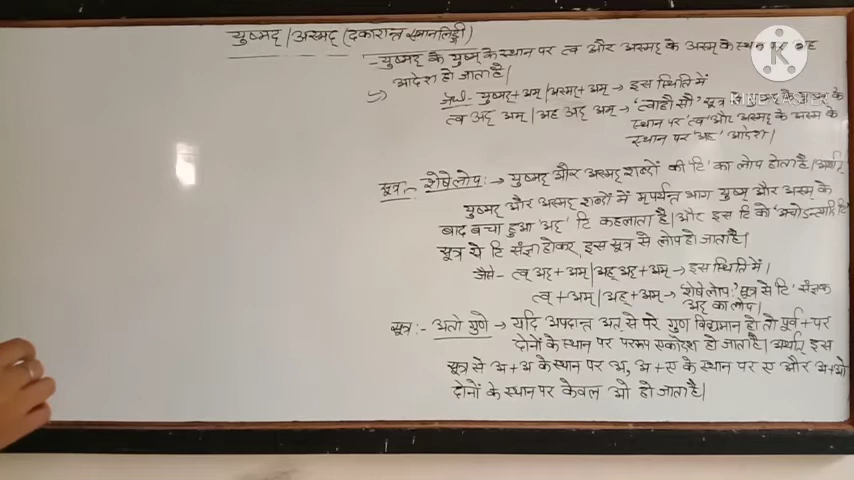 युष्मद् / अस्मद् (दकारान्त समानलिङ्गी)
- युष्मद् के युष्म् के स्थान पर त्व और अस्मद् के अस्म् के स्थान पर अह
आदेश हो जाता है।
जैसे- युष्मद् + अम् | अस्मद् + अम् → इस स्थिति में
त्व अद् अम् | अह अद् अम् → 'त्वाहौ सौ' सूत्र से युष्मद् के युष्म् के
स्थान पर 'त्व' और अस्मद् के अस्म के
स्थान पर 'अह' आदेश।
सूत्र :- शेषे लोपः → युष्मद् और अस्मद् शब्दों की 'टि' का लोप होता है। अर्थात्
युष्मद् और अस्मद् शब्दों में मपर्यन्त भाग युष्म् और अस्म् के
बाद बचा हुआ 'अद्' टि कहलाता है। और इस टि को 'अचोऽन्त्यादि टि'
सूत्र से टि संज्ञा होकर, इस सूत्र से लोप हो जाता है।
जैसे- त्व् अद् + अम् | अह् अद् + अम् → इस स्थिति में।
त्व् + अम् | अह् + अम् → 'शेषे लोपः' सूत्र से 'टि' संज्ञक
अद् का लोप।
सूत्र :- अतो गुणे → यदि अपदान्त अत् से परे गुण विद्यमान हो तो पूर्व + पर
दोनों के स्थान पर पररूप एकादेश हो जाता है। अर्थात् इस
सूत्र से अ + अ के स्थान पर अ, अ + ए के स्थान पर ए और अ + ओ
दोनों के स्थान पर केवल ओ हो जाता है।
KINEMASTER